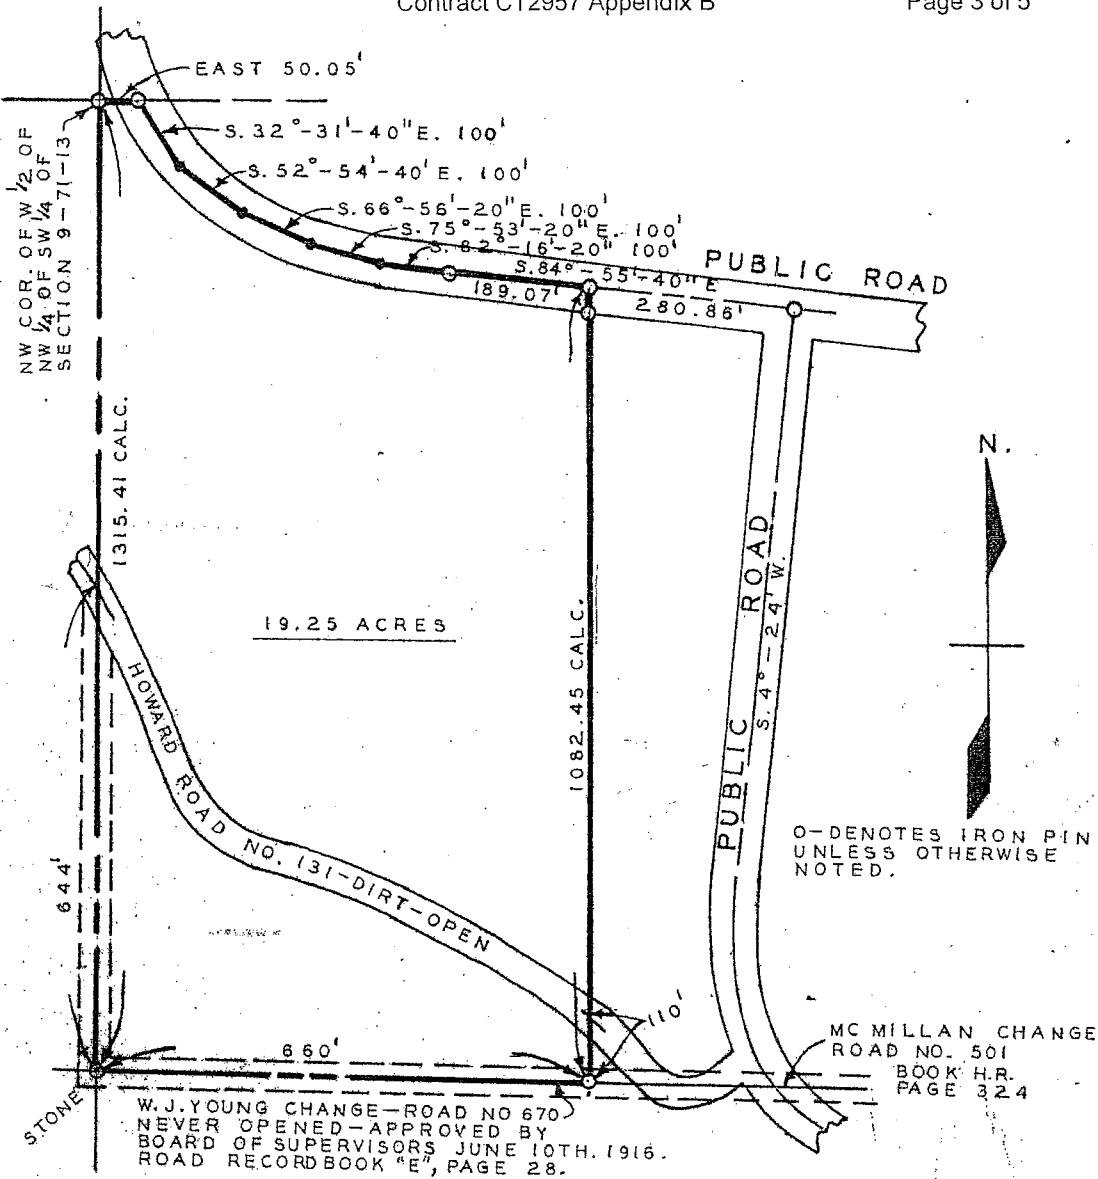 Contract CT2957 Appendix B
Page 3 of 5
EAST 50.05'
S. 32°-31'-40" E. 100'
S. 52°-54'-40' E. 100'
S. 66°-56'-20" E. 100'
S. 75°-53'-20" E. 100'
S. 82°-16'-20" 100'
S. 84°-55'-40" E
189.07'
280.86'
PUBLIC ROAD
NW COR. OF W 1/2 OF
NW 1/4 OF SW 1/4 OF
SECTION 9-71-13
1315.41 CALC.
N.
19.25 ACRES
1082.45 CALC.
PUBLIC ROAD
S. 4°-24' W.
HOWARD ROAD NO. 131-DIRT-OPEN
644'
O-DENOTES IRON PIN
UNLESS OTHERWISE
NOTED.
110'
660'
MC MILLAN CHANGE
ROAD NO. 501
BOOK H.R.
PAGE 324
STONE
W.J. YOUNG CHANGE-ROAD NO 670
NEVER OPENED-APPROVED BY
BOARD OF SUPERVISORS JUNE 10TH. 1916.
ROAD RECORD BOOK "E", PAGE 28.